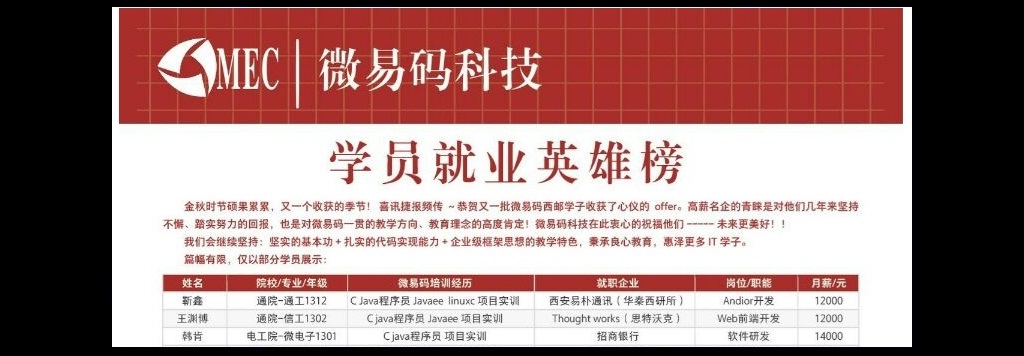 MEC 微易码科技
学员就业英雄榜
金秋时节硕果累累，又一个收获的季节！喜讯捷报频传 ~ 恭贺又一批微易码西邮学子收获了心仪的 offer。高薪名企的青睐是对他们几年来坚持
不懈、踏实努力的回报，也是对微易码一贯的教学方向、教育理念的高度肯定！微易码科技在此衷心的祝福他们-----未来更美好！！
我们会继续坚持：坚实的基本功+扎实的代码实现能力+企业级框架思想的教学特色，秉承良心教育，惠泽更多IT学子。
篇幅有限，仅以部分学员展示：
姓名 院校/专业/年级 微易码培训经历 就职企业 岗位/职能 月薪/元
靳鑫 通院-通工1312 C Java程序员 Javaee linuxc 项目实训 西安易朴通讯（华泰西研所） Andior开发 12000
王渊博 通院-信工1302 C java程序员 Javaee 项目实训 Thought works（思特沃克） Web前端开发 12000
韩肯 电工院-微电子1301 C java程序员 项目实训 招商银行 软件研发 14000